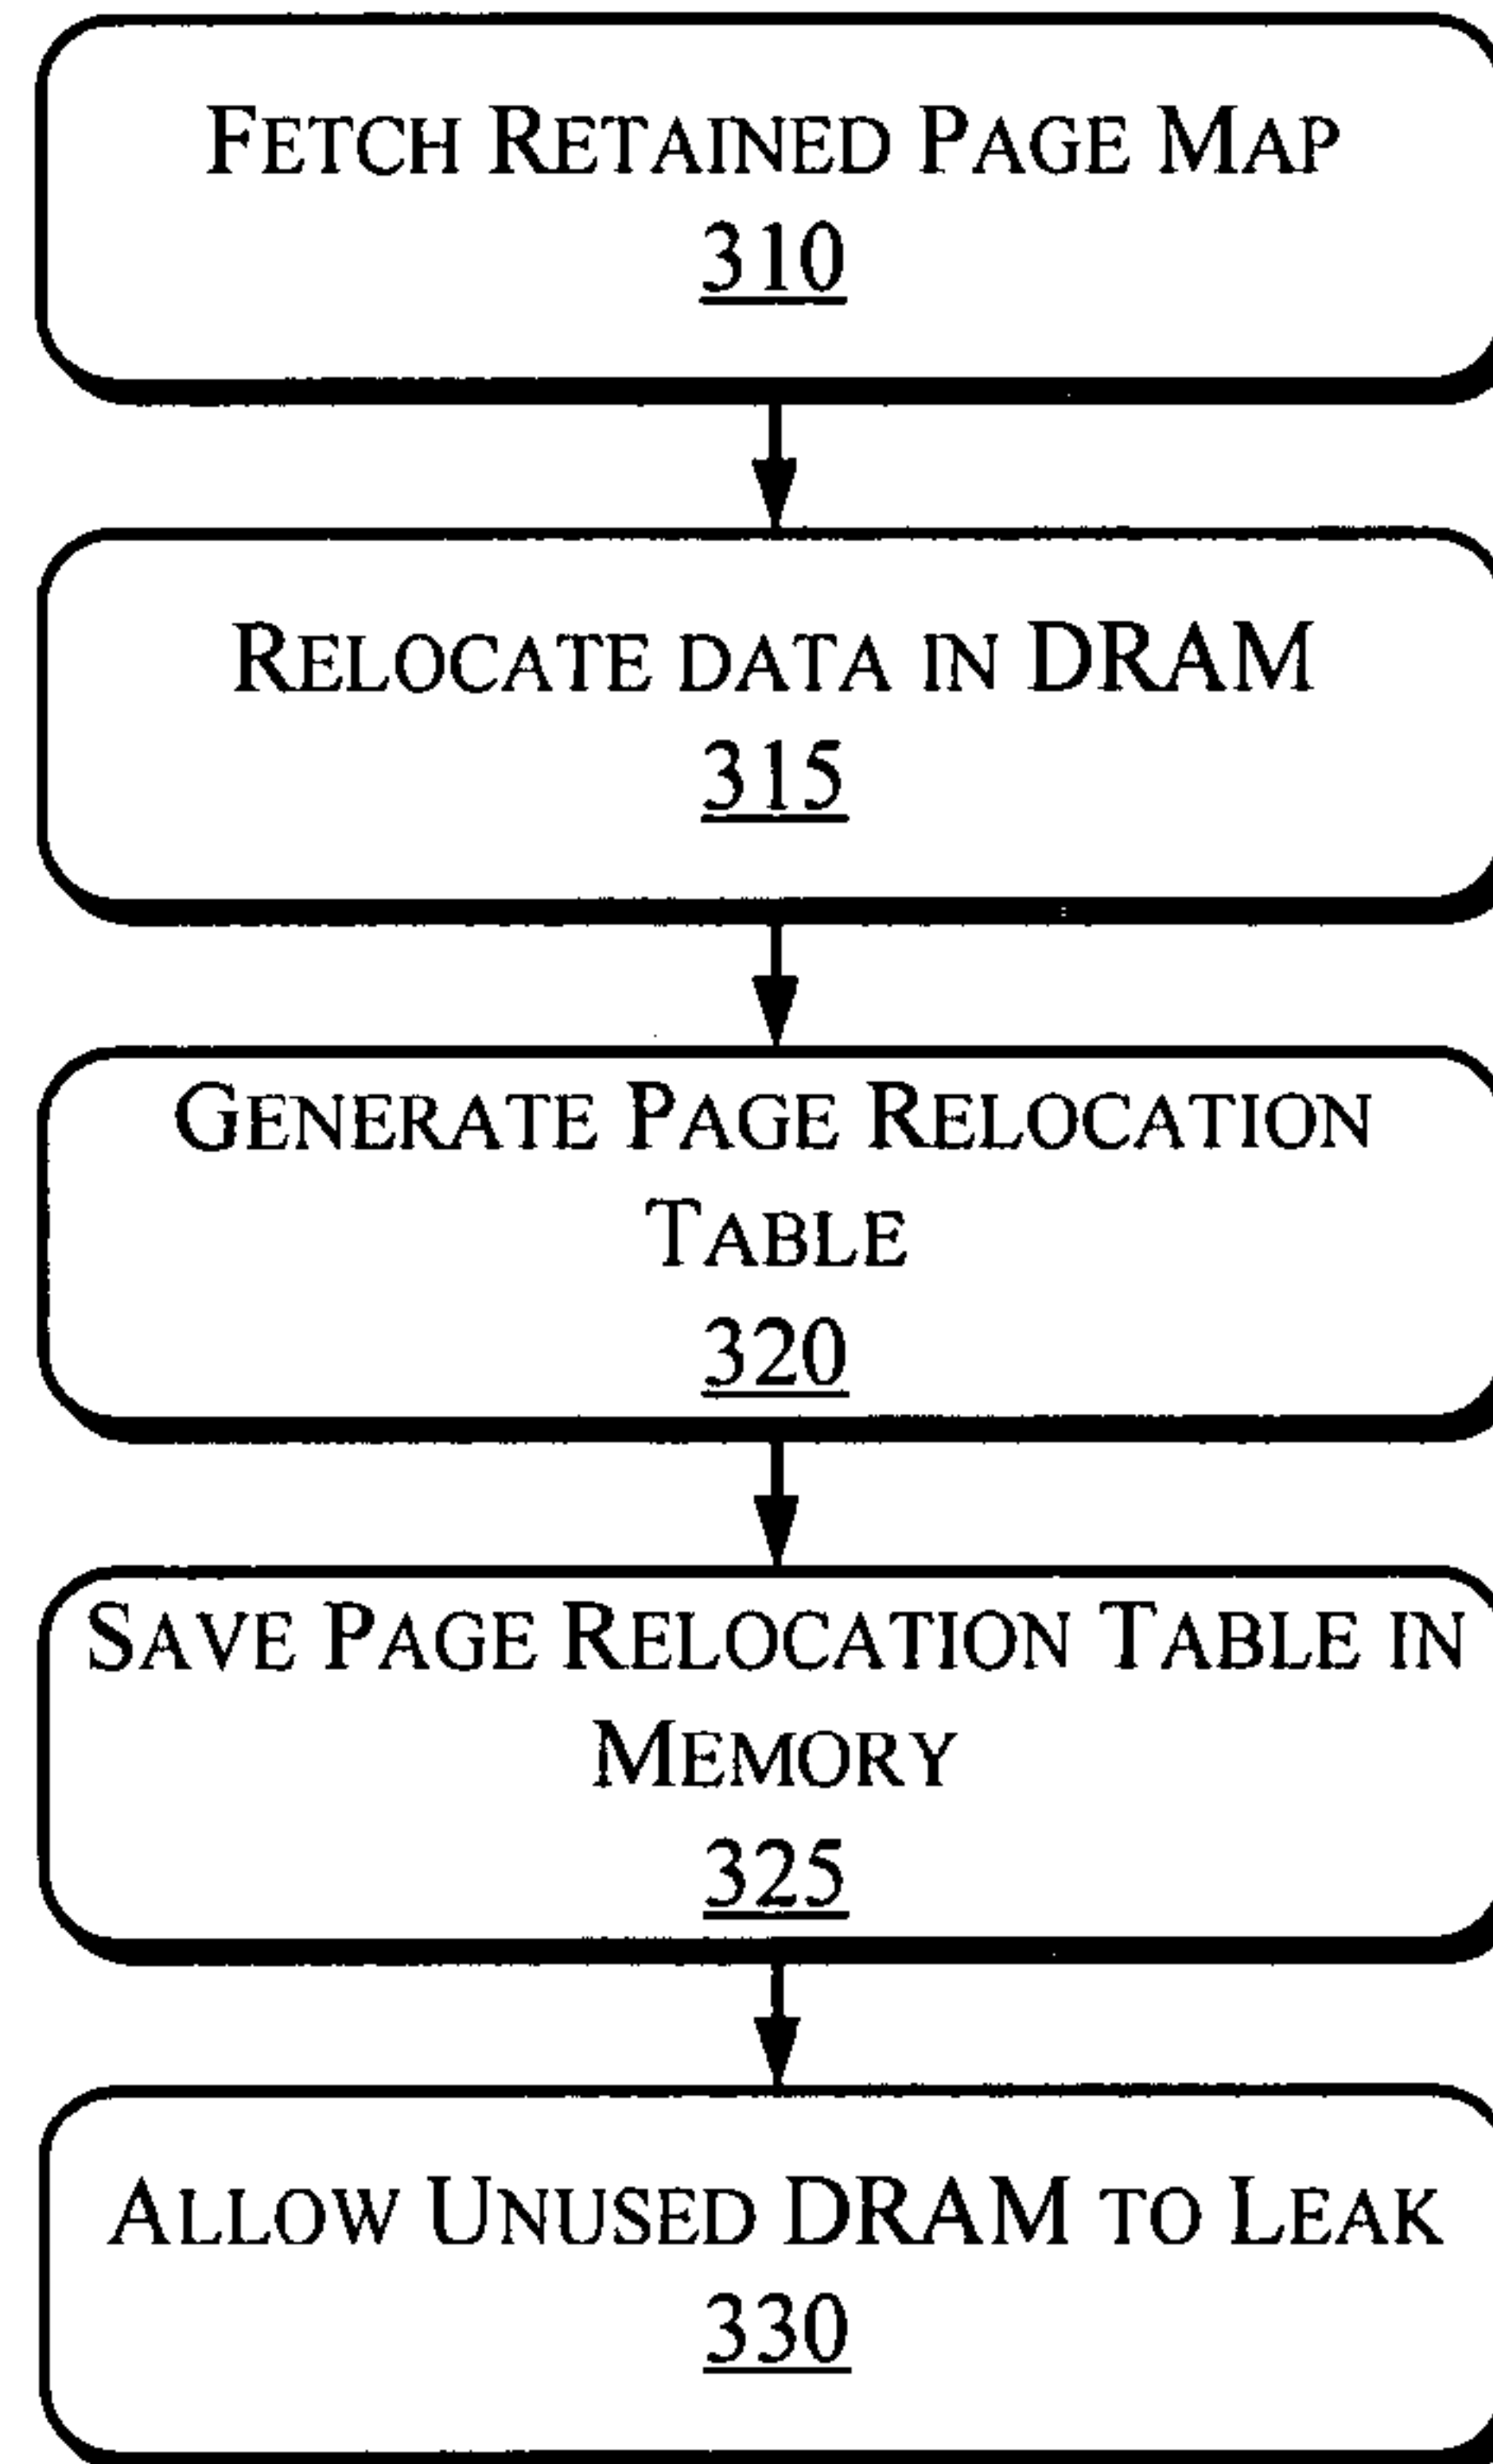 FETCH RETAINED PAGE MAP
310
RELOCATE DATA IN DRAM
315
GENERATE PAGE RELOCATION
TABLE
320
SAVE PAGE RELOCATION TABLE IN
MEMORY
325
ALLOW UNUSED DRAM TO LEAK
330